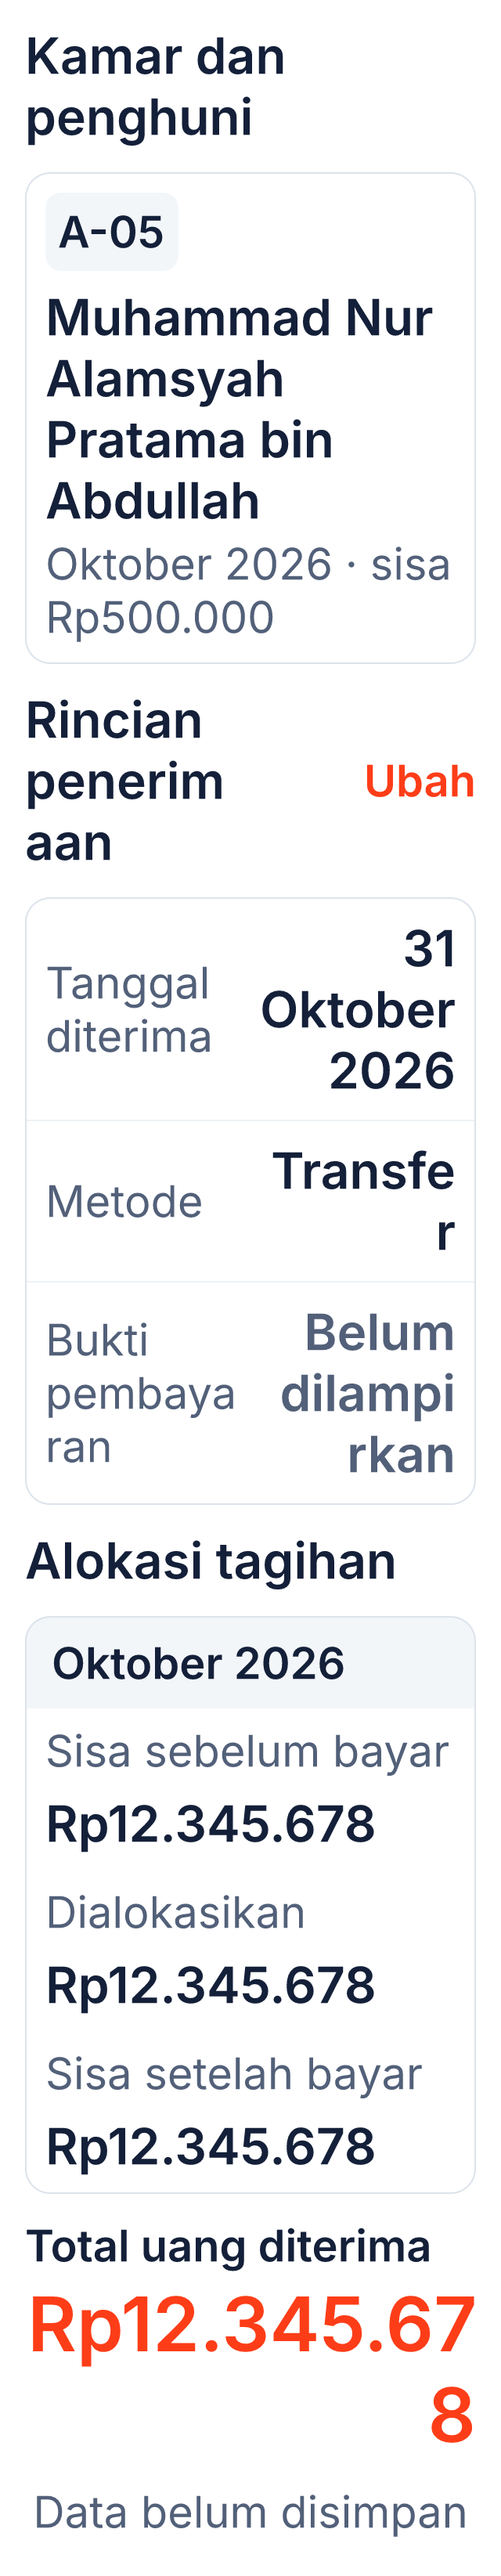 Kamar dan
penghuni
A-05
Muhammad Nur
Alamsyah
Pratama bin
Abdullah
Oktober 2026 · sisa
Rp500.000
Rincian
penerim
aan
Ubah
Tanggal
diterima
31
Oktober
2026
Metode
Transfe
r
Bukti
pembaya
ran
Belum
dilampi
rkan
Alokasi tagihan
Oktober 2026
Sisa sebelum bayar
Rp12.345.678
Dialokasikan
Rp12.345.678
Sisa setelah bayar
Rp12.345.678
Total uang diterima
Rp12.345.67
8
Data belum disimpan